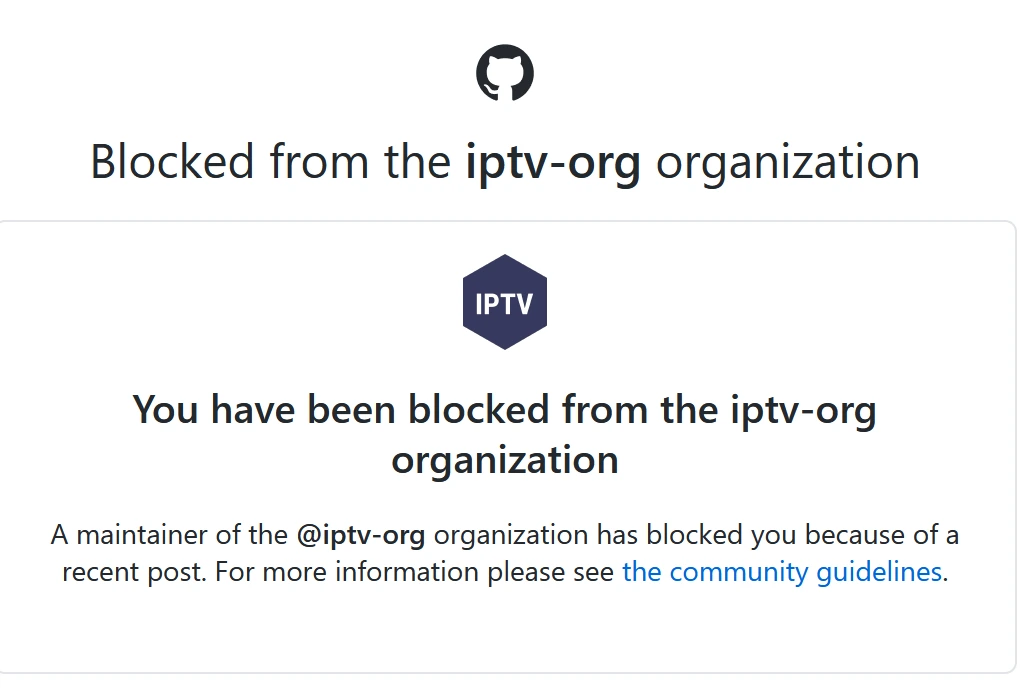 Blocked from the iptv-org organization
IPTV
You have been blocked from the iptv-org
organization
A maintainer of the @iptv-org organization has blocked you because of a
recent post. For more information please see the community guidelines.